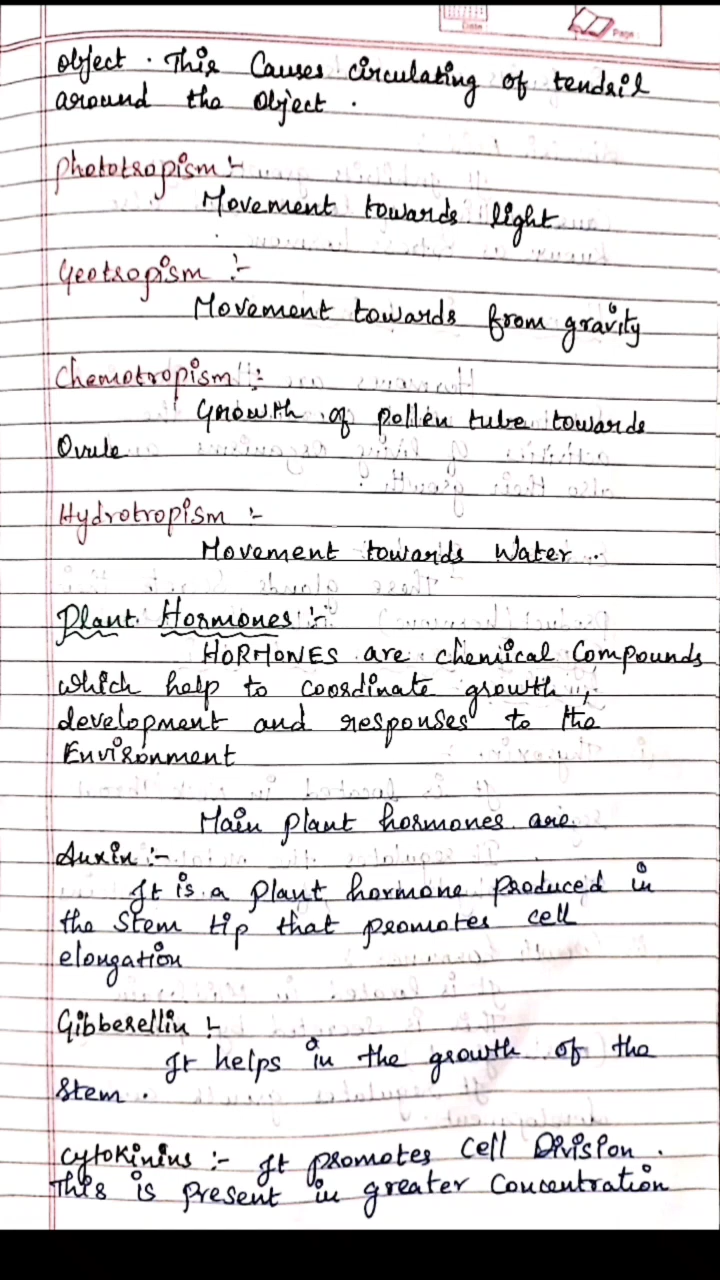 Date
Page
object. This Causes circulating of tendril
around the object.
phototropism :-
Movement towards light
Geotropism :-
Movement towards from gravity
Chemotropism :-
Growth of pollen tube towards
Ovule
Hydrotropism :-
Movement towards Water.
Plant Hormones :-
HORMONES are chemical Compounds
which help to coordinate growth,
development and responses to the
Environment
Main plant hormones are
Auxin :-
It is a plant hormone produced in
the Stem tip that promotes cell
elongation
Gibberellin :-
It helps in the growth of the
Stem.
Cytokinins :- It promotes Cell Division.
This is present in greater Concentration